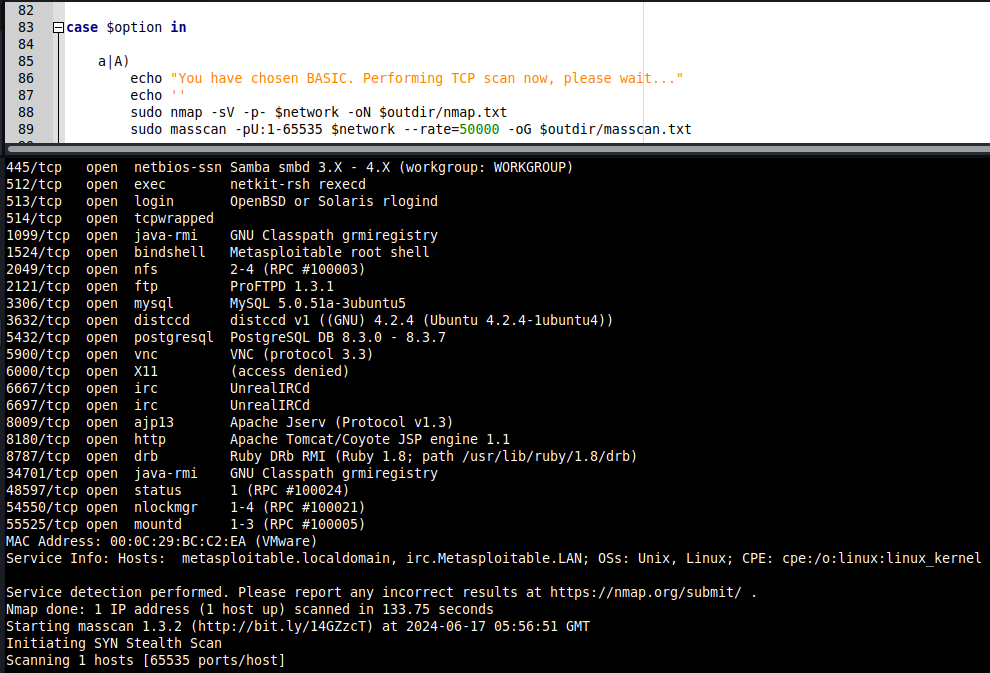 82
83 case $option in
84
85 a|A)
86 echo "You have chosen BASIC. Performing TCP scan now, please wait..."
87 echo ''
88 sudo nmap -sV -p- $network -oN $outdir/nmap.txt
89 sudo masscan -pU:1-65535 $network --rate=50000 -oG $outdir/masscan.txt
445/tcp   open  netbios-ssn Samba smbd 3.X - 4.X (workgroup: WORKGROUP)
512/tcp   open  exec        netkit-rsh rexecd
513/tcp   open  login       OpenBSD or Solaris rlogind
514/tcp   open  tcpwrapped
1099/tcp  open  java-rmi    GNU Classpath grmiregistry
1524/tcp  open  bindshell   Metasploitable root shell
2049/tcp  open  nfs         2-4 (RPC #100003)
2121/tcp  open  ftp         ProFTPD 1.3.1
3306/tcp  open  mysql       MySQL 5.0.51a-3ubuntu5
3632/tcp  open  distccd     distccd v1 ((GNU) 4.2.4 (Ubuntu 4.2.4-1ubuntu4))
5432/tcp  open  postgresql  PostgreSQL DB 8.3.0 - 8.3.7
5900/tcp  open  vnc         VNC (protocol 3.3)
6000/tcp  open  X11         (access denied)
6667/tcp  open  irc         UnrealIRCd
6697/tcp  open  irc         UnrealIRCd
8009/tcp  open  ajp13       Apache Jserv (Protocol v1.3)
8180/tcp  open  http        Apache Tomcat/Coyote JSP engine 1.1
8787/tcp  open  drb         Ruby DRb RMI (Ruby 1.8; path /usr/lib/ruby/1.8/drb)
34701/tcp open  java-rmi    GNU Classpath grmiregistry
48597/tcp open  status      1 (RPC #100024)
54550/tcp open  nlockmgr    1-4 (RPC #100021)
55525/tcp open  mountd      1-3 (RPC #100005)
MAC Address: 00:0C:29:BC:C2:EA (VMware)
Service Info: Hosts:  metasploitable.localdomain, irc.Metasploitable.LAN; OSs: Unix, Linux; CPE: cpe:/o:linux:linux_kernel
Service detection performed. Please report any incorrect results at https://nmap.org/submit/ .
Nmap done: 1 IP address (1 host up) scanned in 133.75 seconds
Starting masscan 1.3.2 (http://bit.ly/14GZzcT) at 2024-06-17 05:56:51 GMT
Initiating SYN Stealth Scan
Scanning 1 hosts [65535 ports/host]